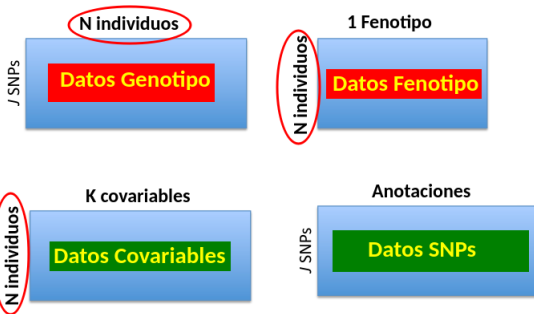 N individuos
J SNPs
Datos Genotipo
1 Fenotipo
N individuos
Datos Fenotipo
K covariables
N individuos
Datos Covariables
Anotaciones
J SNPs
Datos SNPs